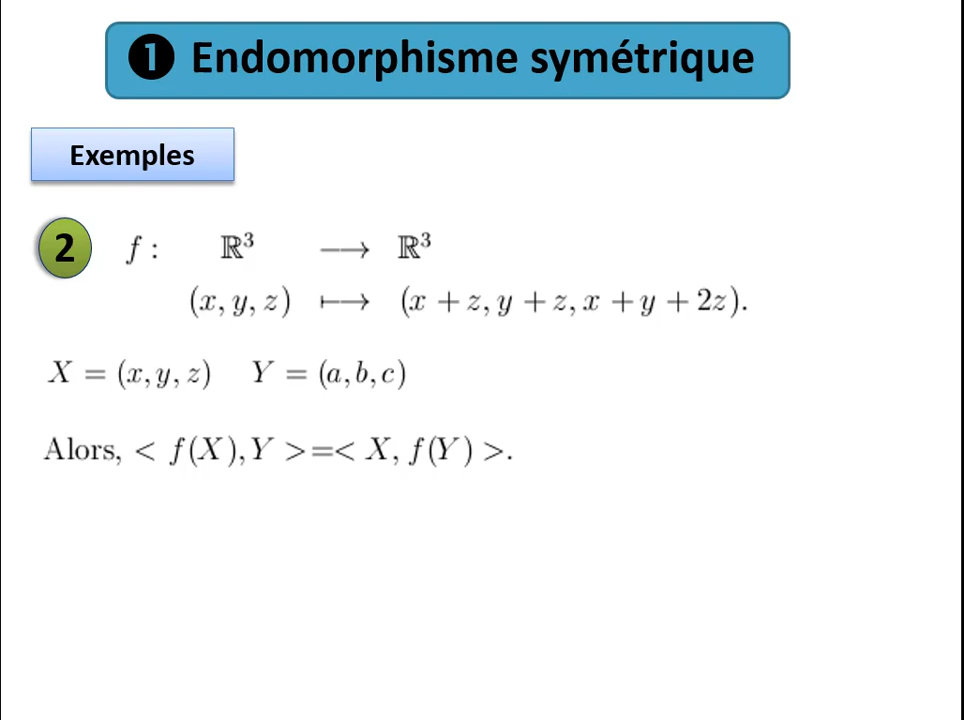 ❶ Endomorphisme symétrique
Exemples
2 f : ℝ³ ⟶ ℝ³
(x, y, z) ⟼ (x + z, y + z, x + y + 2z).
X = (x, y, z) Y = (a, b, c)
Alors, < f(X), Y >=< X, f(Y) >.